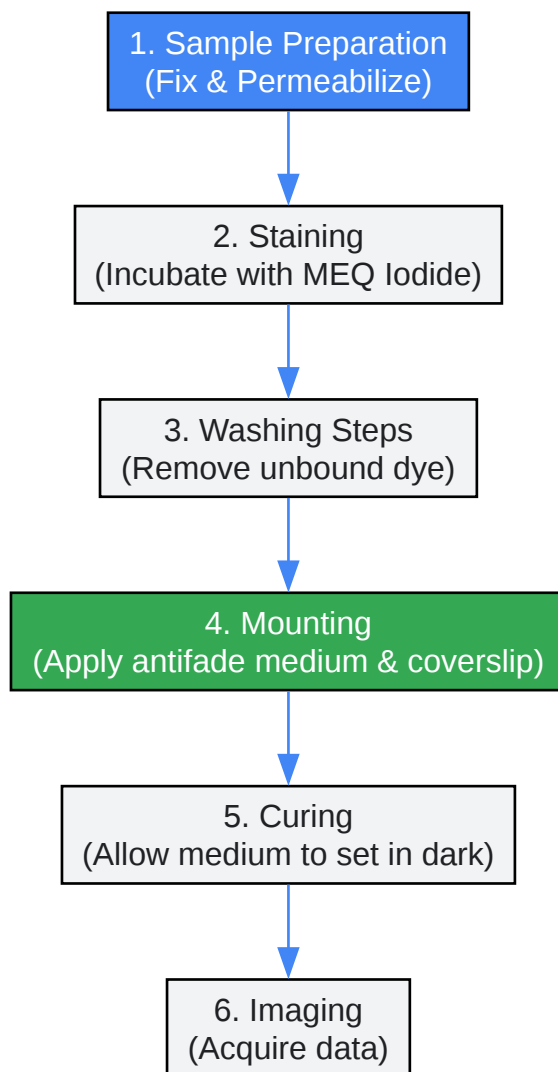 1. Sample Preparation
(Fix & Permeabilize)
2. Staining
(Incubate with MEQ Iodide)
3. Washing Steps
(Remove unbound dye)
4. Mounting
(Apply antifade medium & coverslip)
5. Curing
(Allow medium to set in dark)
6. Imaging
(Acquire data)